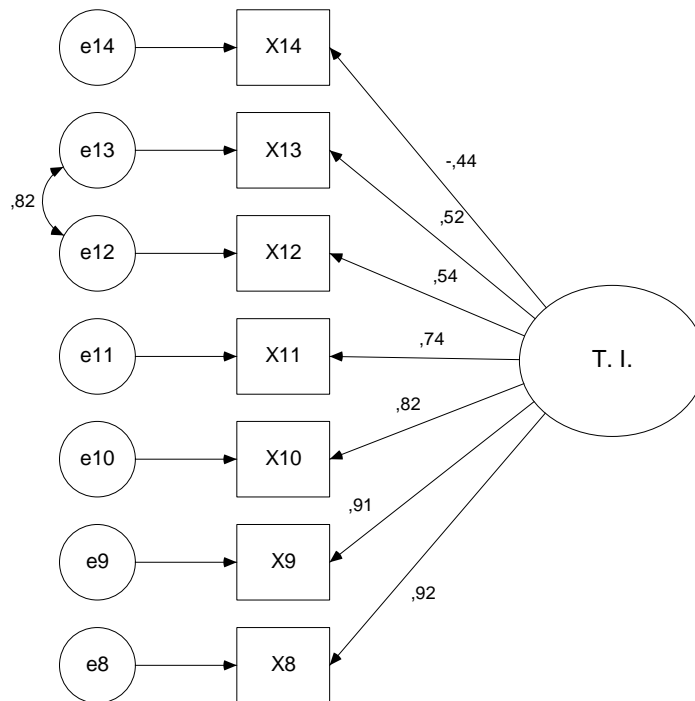 e14
X14
-,44
e13
X13
,52
,82
e12
X12
,54
e11
X11
,74
T. I.
e10
X10
,82
e9
X9
,91
e8
X8
,92